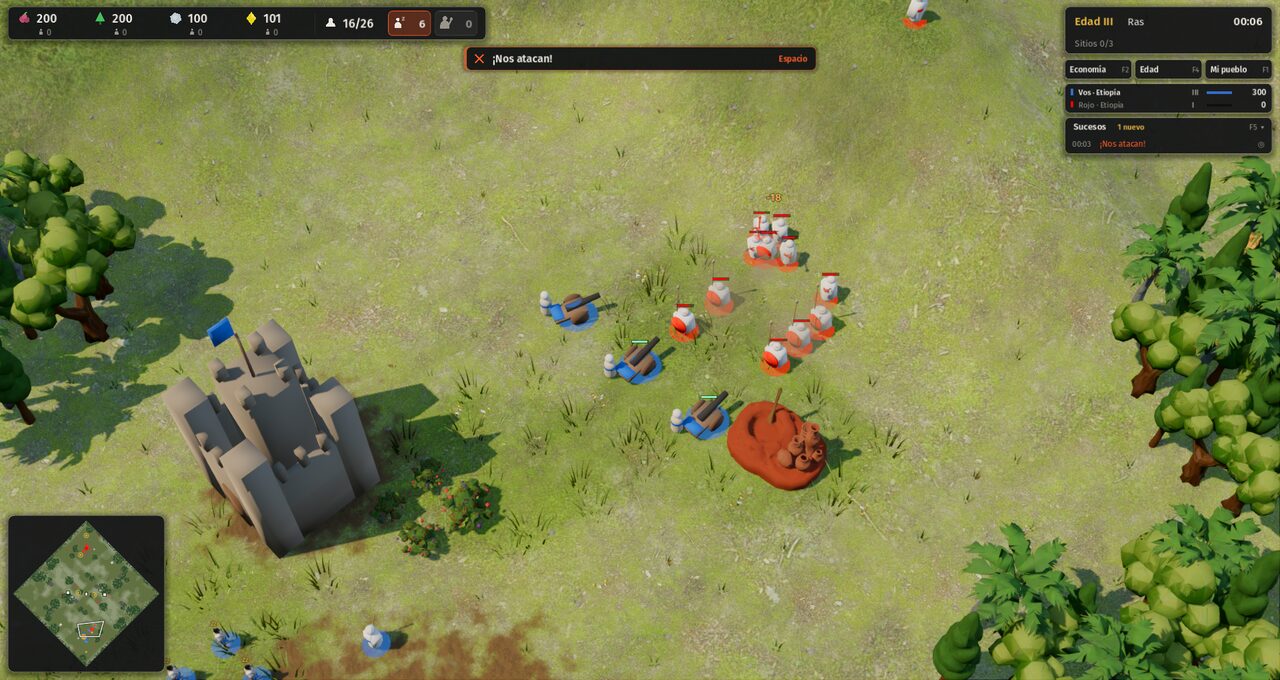 200 200 100 101 16/26 6 0
0 0 0 0
¡Nos atacan! Espacio
Edad III Ras 00:06
Sitios 0/3
Economía F2 Edad F4 Mi pueblo F1
Vos · Etiopía III 300
Rojo · Etiopía I 0
Sucesos 1 nuevo F5
00:03 ¡Nos atacan!
-18